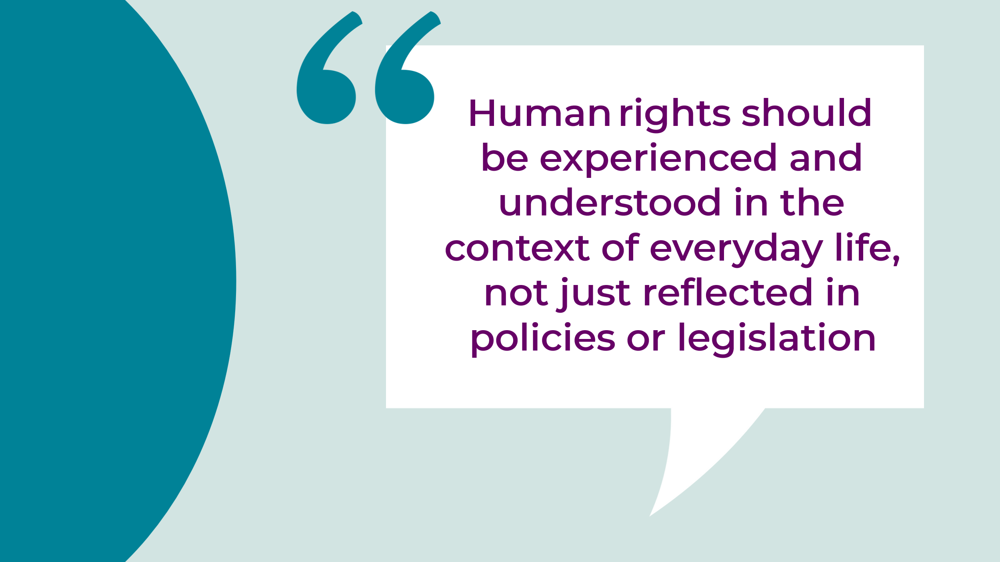 “
Human rights should
be experienced and
understood in the
context of everyday life,
not just reflected in
policies or legislation